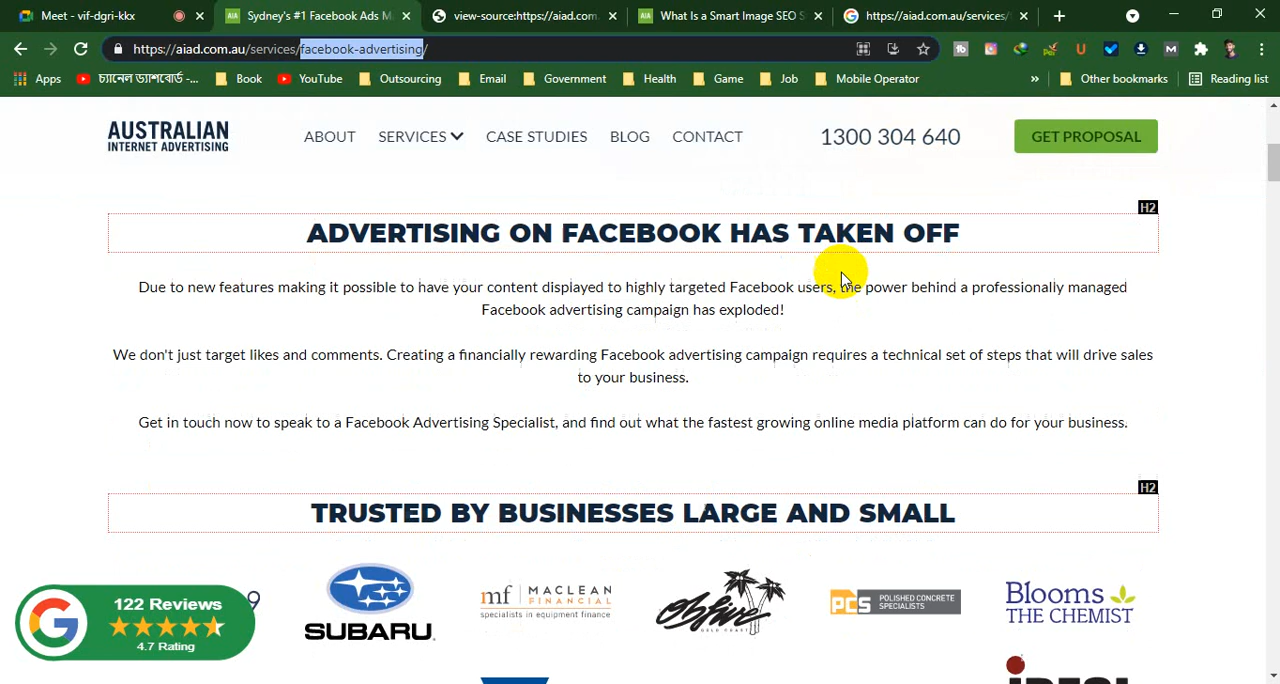 Meet - vif-dgri-kkx
Sydney's #1 Facebook Ads M
view-source:https://aiad.com.au/
What Is a Smart Image SEO S
https://aiad.com.au/services/
https://aiad.com.au/services/facebook-advertising/
Apps
চ্যানেল ড্যাশবোর্ড -...
Book
YouTube
Outsourcing
Email
Government
Health
Game
Job
Mobile Operator
»
Other bookmarks
Reading list
AUSTRALIAN
INTERNET ADVERTISING
ABOUT
SERVICES
CASE STUDIES
BLOG
CONTACT
1300 304 640
GET PROPOSAL
H2
ADVERTISING ON FACEBOOK HAS TAKEN OFF
Due to new features making it possible to have your content displayed to highly targeted Facebook users, the power behind a professionally managed
Facebook advertising campaign has exploded!
We don't just target likes and comments. Creating a financially rewarding Facebook advertising campaign requires a technical set of steps that will drive sales
to your business.
Get in touch now to speak to a Facebook Advertising Specialist, and find out what the fastest growing online media platform can do for your business.
H2
TRUSTED BY BUSINESSES LARGE AND SMALL
SUBARU
mf MACLEAN FINANCIAL
specialists in equipment finance
GOLD COAST
PCS POLISHED CONCRETE SPECIALISTS
Blooms
THE CHEMIST
122 Reviews
4.7 Rating